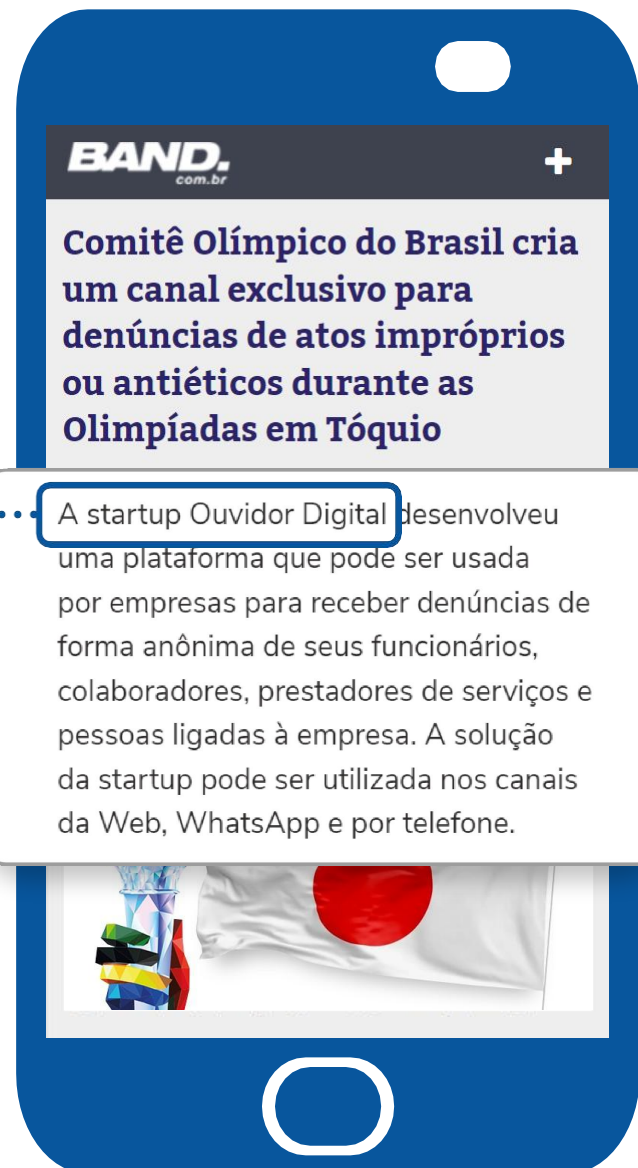 BAND.
com.br
Comitê Olímpico do Brasil cria
um canal exclusivo para
denúncias de atos impróprios
ou antiéticos durante as
Olimpíadas em Tóquio
A startup Ouvidor Digital desenvolveu
uma plataforma que pode ser usada
por empresas para receber denúncias de
forma anônima de seus funcionários,
colaboradores, prestadores de serviços e
pessoas ligadas à empresa. A solução
da startup pode ser utilizada nos canais
da Web, WhatsApp e por telefone.